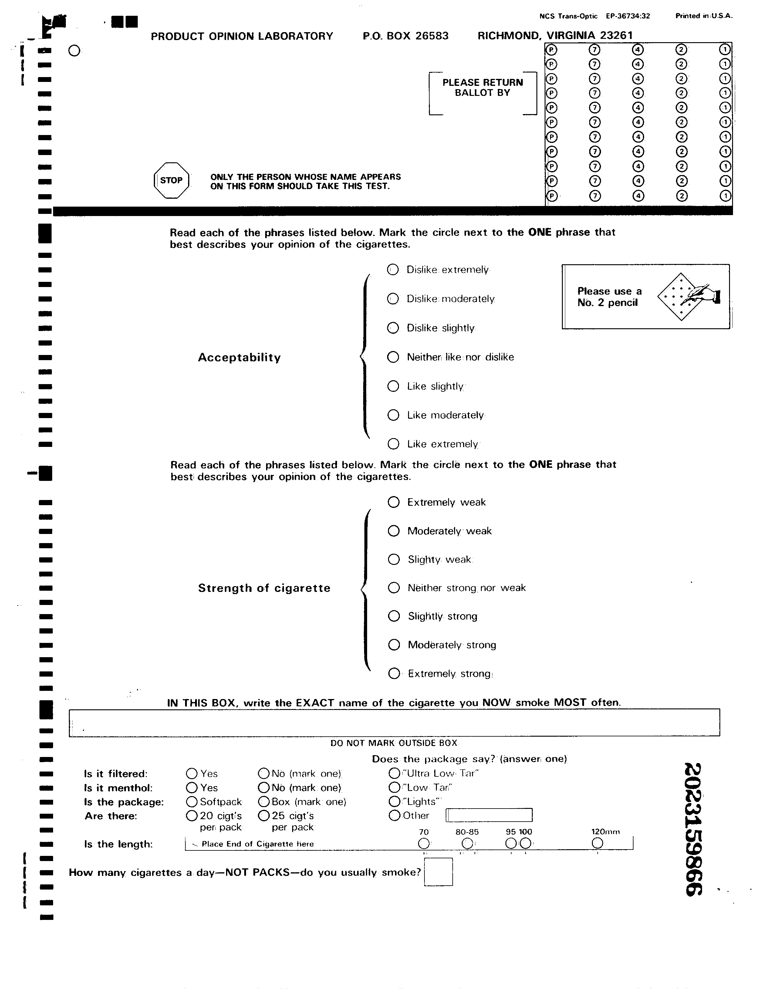 NCS Trans-Optic EP-36734:32 Printed in U.S.A.
PRODUCT OPINION LABORATORY P.O. BOX 26583 RICHMOND, VIRGINIA 23261
P 7 4 2 1
P 7 4 2 1
P 7 4 2 1
PLEASE RETURN
BALLOT BY
P 7 4 2 1
P 7 4 2 1
P 7 4 2 1
P 7 4 2 1
P 7 4 2 1
P 7 4 2 1
P 7 4 2 1
P 7 4 2 1
STOP
ONLY THE PERSON WHOSE NAME APPEARS
ON THIS FORM SHOULD TAKE THIS TEST.
Read each of the phrases listed below. Mark the circle next to the ONE phrase that
best describes your opinion of the cigarettes.
Acceptability
Dislike extremely
Dislike moderately
Dislike slightly
Neither like nor dislike
Like slightly
Like moderately
Like extremely
Please use a
No. 2 pencil
Read each of the phrases listed below. Mark the circle next to the ONE phrase that
best describes your opinion of the cigarettes.
Strength of cigarette
Extremely weak
Moderately weak
Slighty weak
Neither strong nor weak
Slightly strong
Moderately strong
Extremely strong
IN THIS BOX, write the EXACT name of the cigarette you NOW smoke MOST often.
DO NOT MARK OUTSIDE BOX
Does the package say? (answer one)
Is it filtered: Yes No (mark one) "Ultra Low Tar"
Is it menthol: Yes No (mark one) "Low Tar"
Is the package: Softpack Box (mark one) "Lights"
Are there: 20 cigt's 25 cigt's Other
per pack per pack
70 80-85 95 100 120mm
Is the length: Place End of Cigarette here
How many cigarettes a day—NOT PACKS—do you usually smoke?
2023159866